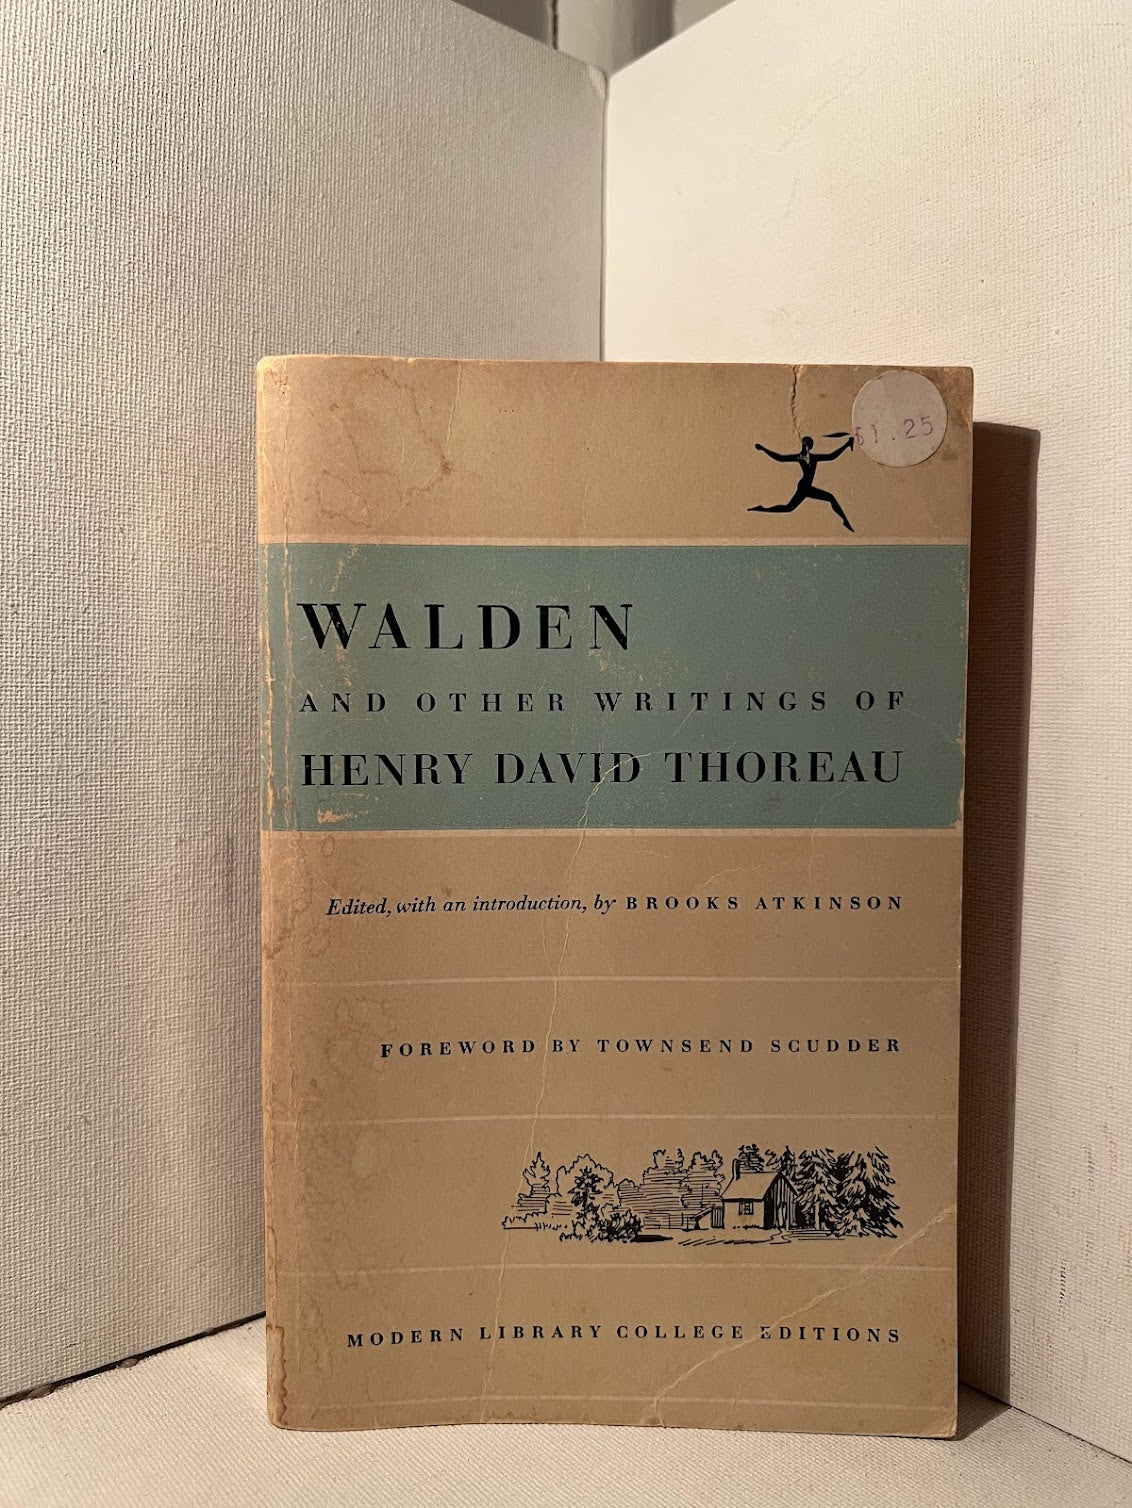 $1.25
WALDEN
AND OTHER WRITINGS OF
HENRY DAVID THOREAU
Edited, with an introduction, by BROOKS ATKINSON
FOREWORD BY TOWNSEND SCUDDER
MODERN LIBRARY COLLEGE EDITIONS